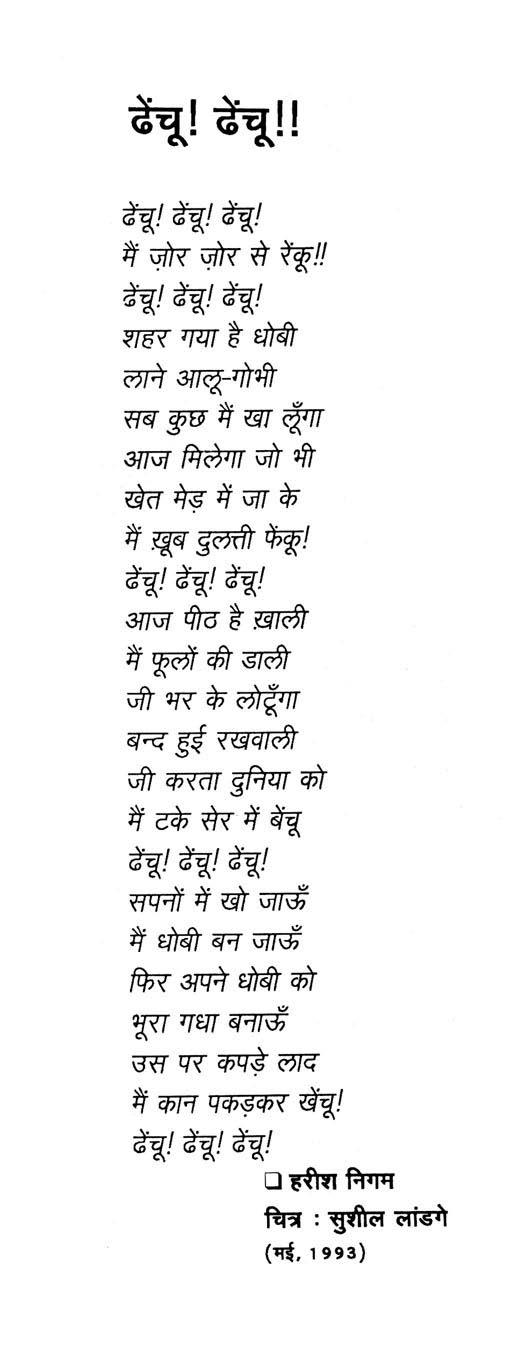 ढेंचू! ढेंचू!!
ढेंचू! ढेंचू! ढेंचू!
मैं ज़ोर ज़ोर से रेंकू!!
ढेंचू! ढेंचू! ढेंचू!
शहर गया है धोबी
लाने आलू-गोभी
सब कुछ मैं खा लूँगा
आज मिलेगा जो भी
खेत मेड़ में जा के
मैं ख़ूब दुलत्ती फेंकू!
ढेंचू! ढेंचू! ढेंचू!
आज पीठ है ख़ाली
मैं फूलों की डाली
जी भर के लोटूँगा
बन्द हुई रखवाली
जी करता दुनिया को
मैं टके सेर में बेंचू
ढेंचू! ढेंचू! ढेंचू!
सपनों में खो जाऊँ
मैं धोबी बन जाऊँ
फिर अपने धोबी को
भूरा गधा बनाऊँ
उस पर कपड़े लाद
मैं कान पकड़कर खेंचू!
ढेंचू! ढेंचू! ढेंचू!
❑ हरीश निगम
चित्र : सुशील लांडगे
(मई, 1993)